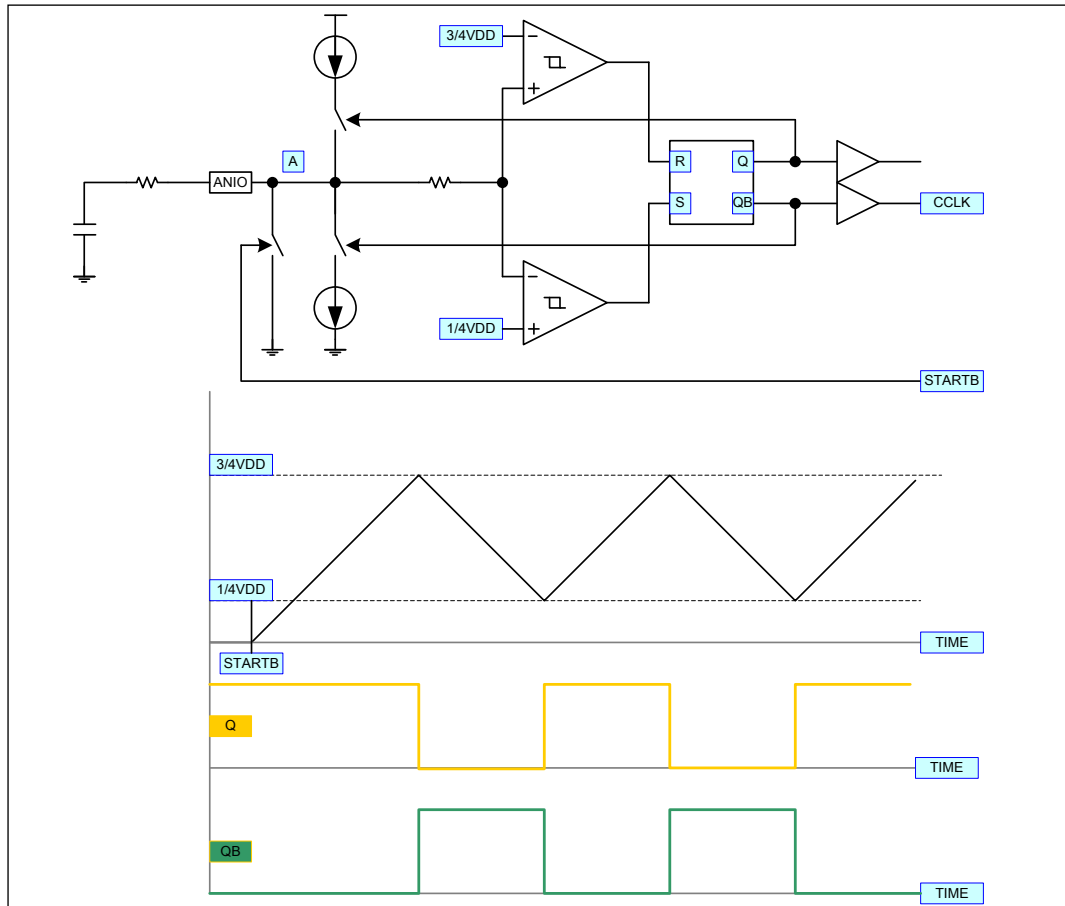 3/4VDD
A
ANIO
R
Q
S
QB
CCLK
1/4VDD
STARTB
3/4VDD
1/4VDD
TIME
STARTB
Q
TIME
QB
TIME